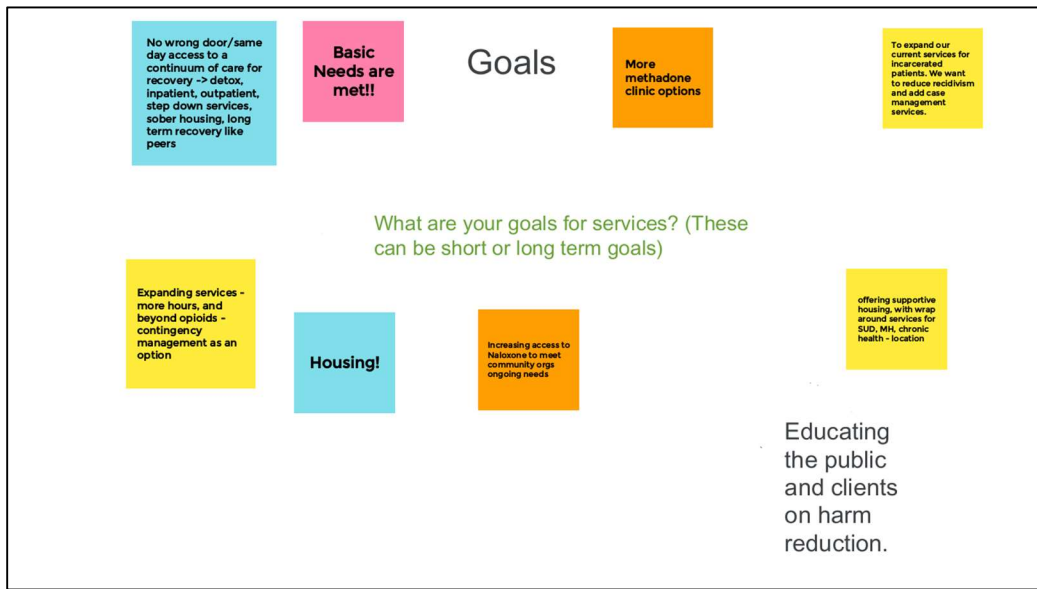 No wrong door/same
day access to a
continuum of care for
recovery -> detox,
inpatient, outpatient,
step down services,
sober housing, long
term recovery like
peers
Basic
Needs are
met!!
Goals
More
methadone
clinic options
To expand our
current services for
incarcerated
patients. We want
to reduce recidivism
and add case
management
services.
What are your goals for services? (These
can be short or long term goals)
Expanding services -
more hours, and
beyond opioids -
contingency
management as an
option
Housing!
Increasing access to
Naloxone to meet
community orgs
ongoing needs
offering supportive
housing, with wrap
around services for
SUD, MH, chronic
health - location
Educating
the public
and clients
on harm
reduction.